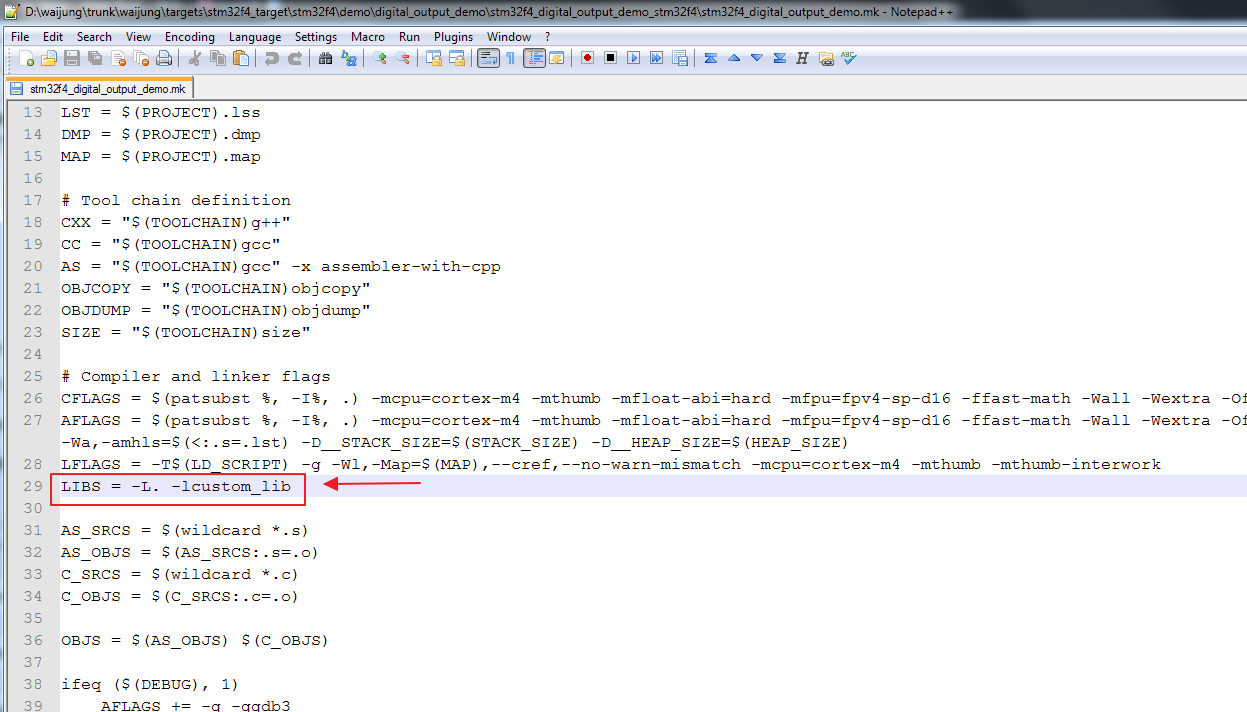 D:\waijung\trunk\waijung\targets\stm32f4_target\stm32f4\demo\digital_output_demo\stm32f4_digital_output_demo_stm32f4\stm32f4_digital_output_demo.mk - Notepad++
File Edit Search View Encoding Language Settings Macro Run Plugins Window ?
stm32f4_digital_output_demo.mk
13 LST = $(PROJECT).lss
14 DMP = $(PROJECT).dmp
15 MAP = $(PROJECT).map
16
17 # Tool chain definition
18 CXX = "$(TOOLCHAIN)g++"
19 CC = "$(TOOLCHAIN)gcc"
20 AS = "$(TOOLCHAIN)gcc" -x assembler-with-cpp
21 OBJCOPY = "$(TOOLCHAIN)objcopy"
22 OBJDUMP = "$(TOOLCHAIN)objdump"
23 SIZE = "$(TOOLCHAIN)size"
24
25 # Compiler and linker flags
26 CFLAGS = $(patsubst %, -I%, .) -mcpu=cortex-m4 -mthumb -mfloat-abi=hard -mfpu=fpv4-sp-d16 -ffast-math -Wall -Wextra -Of
27 AFLAGS = $(patsubst %, -I%, .) -mcpu=cortex-m4 -mthumb -mfloat-abi=hard -mfpu=fpv4-sp-d16 -ffast-math -Wall -Wextra -Of
-Wa,-amhls=$(<:.s=.lst) -D__STACK_SIZE=$(STACK_SIZE) -D__HEAP_SIZE=$(HEAP_SIZE)
28 LFLAGS = -T$(LD_SCRIPT) -g -Wl,-Map=$(MAP),--cref,--no-warn-mismatch -mcpu=cortex-m4 -mthumb -mthumb-interwork
29 LIBS = -L. -lcustom_lib
30
31 AS_SRCS = $(wildcard *.s)
32 AS_OBJS = $(AS_SRCS:.s=.o)
33 C_SRCS = $(wildcard *.c)
34 C_OBJS = $(C_SRCS:.c=.o)
35
36 OBJS = $(AS_OBJS) $(C_OBJS)
37
38 ifeq ($(DEBUG), 1)
39 AFLAGS += -g -ggdb3